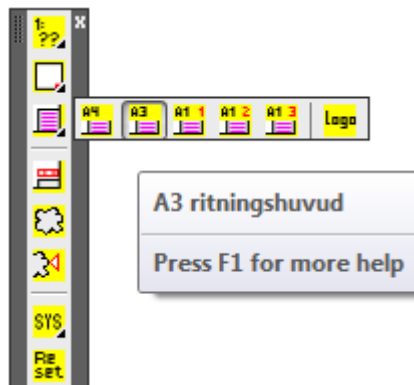 1:
??
x
A4 A3 A1 1 A1 2 A1 3 logo
A3 ritningshuvud
Press F1 for more help
SYS
Re
set